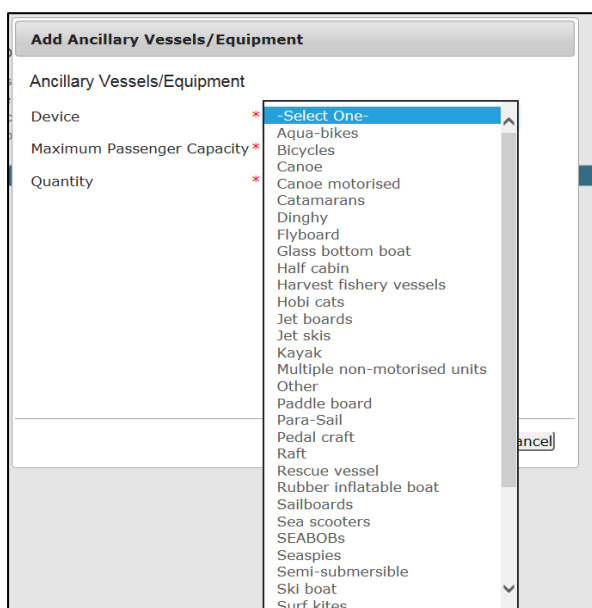 Add Ancillary Vessels/Equipment
Ancillary Vessels/Equipment
Device *
Maximum Passenger Capacity *
Quantity *
-Select One-
Aqua-bikes
Bicycles
Canoe
Canoe motorised
Catamarans
Dinghy
Flyboard
Glass bottom boat
Half cabin
Harvest fishery vessels
Hobi cats
Jet boards
Jet skis
Kayak
Multiple non-motorised units
Other
Paddle board
Para-Sail
Pedal craft
Raft
Rescue vessel
Rubber inflatable boat
Sailboards
Sea scooters
SEABOBs
Seaspies
Semi-submersible
Ski boat
Surf kites
ancel